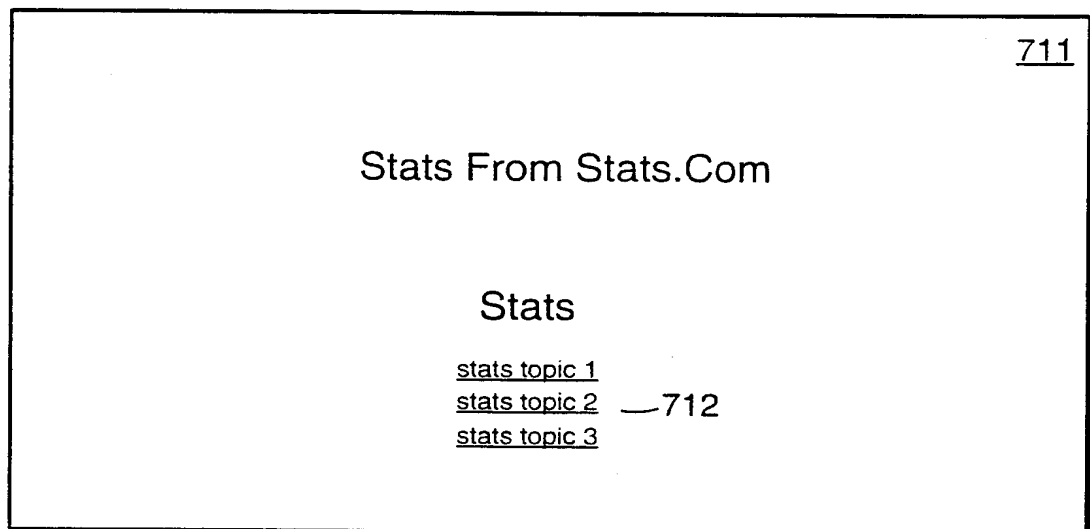 711
Stats From Stats.Com
Stats
stats topic 1
stats topic 2 —712
stats topic 3